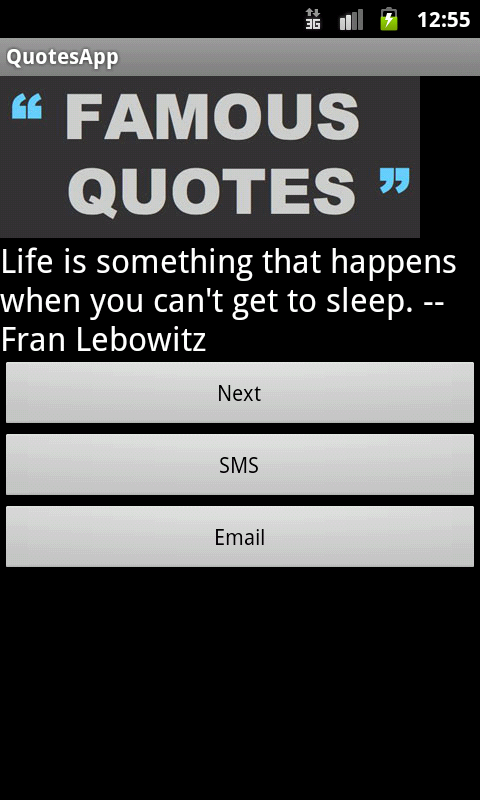 3G 12:55
QuotesApp
“ FAMOUS
QUOTES ”
Life is something that happens
when you can't get to sleep. --
Fran Lebowitz
Next
SMS
Email